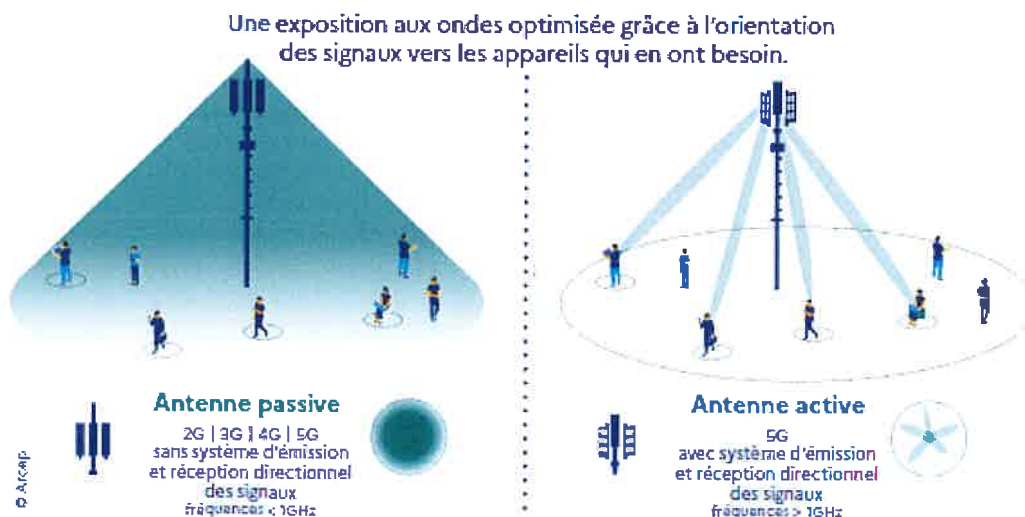 Une exposition aux ondes optimisée grâce à l'orientation
des signaux vers les appareils qui en ont besoin.
Antenne passive
2G | 3G | 4G | 5G
sans système d'émission
et réception directionnel
des signaux
fréquences < 1GHz
Antenne active
5G
avec système d'émission
et réception directionnel
des signaux
fréquences > 1GHz
© Arcep